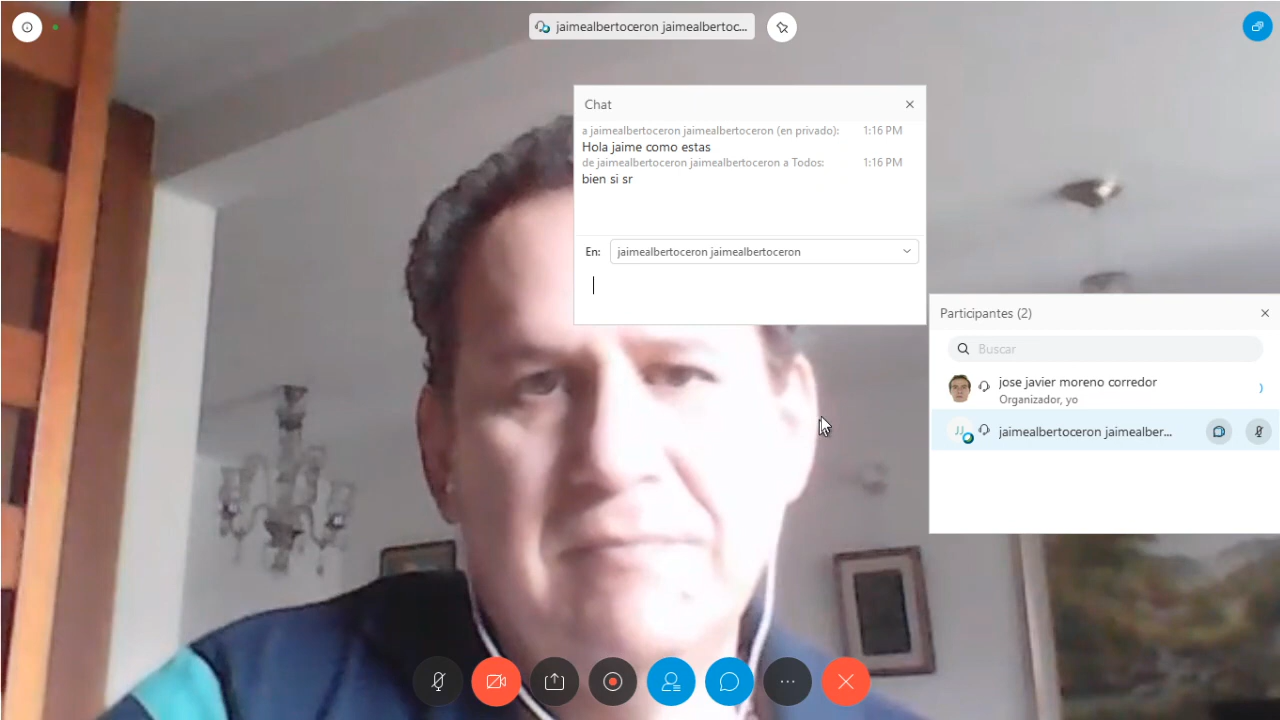 jaimealbertoceron jaimealbertoc...
Chat
a jaimealbertoceron jaimealbertoceron (en privado): 1:16 PM
Hola jaime como estas
de jaimealbertoceron jaimealbertoceron a Todos: 1:16 PM
bien si sr
En: jaimealbertoceron jaimealbertoceron
Participantes (2)
Buscar
jose javier moreno corredor
Organizador, yo
JJ jaimealbertoceron jaimealber...